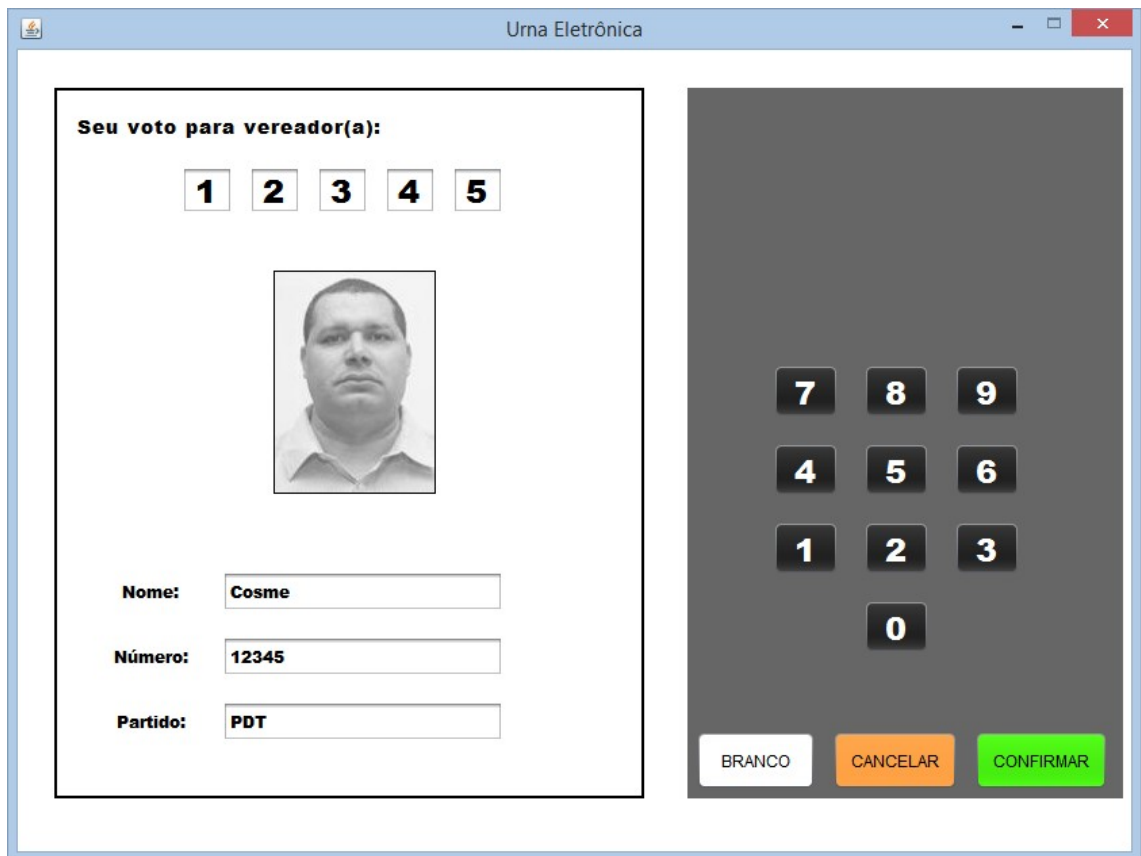 Urna Eletrônica
Seu voto para vereador(a):
1 2 3 4 5
Nome: Cosme
Número: 12345
Partido: PDT
7 8 9
4 5 6
1 2 3
0
BRANCO CANCELAR CONFIRMAR